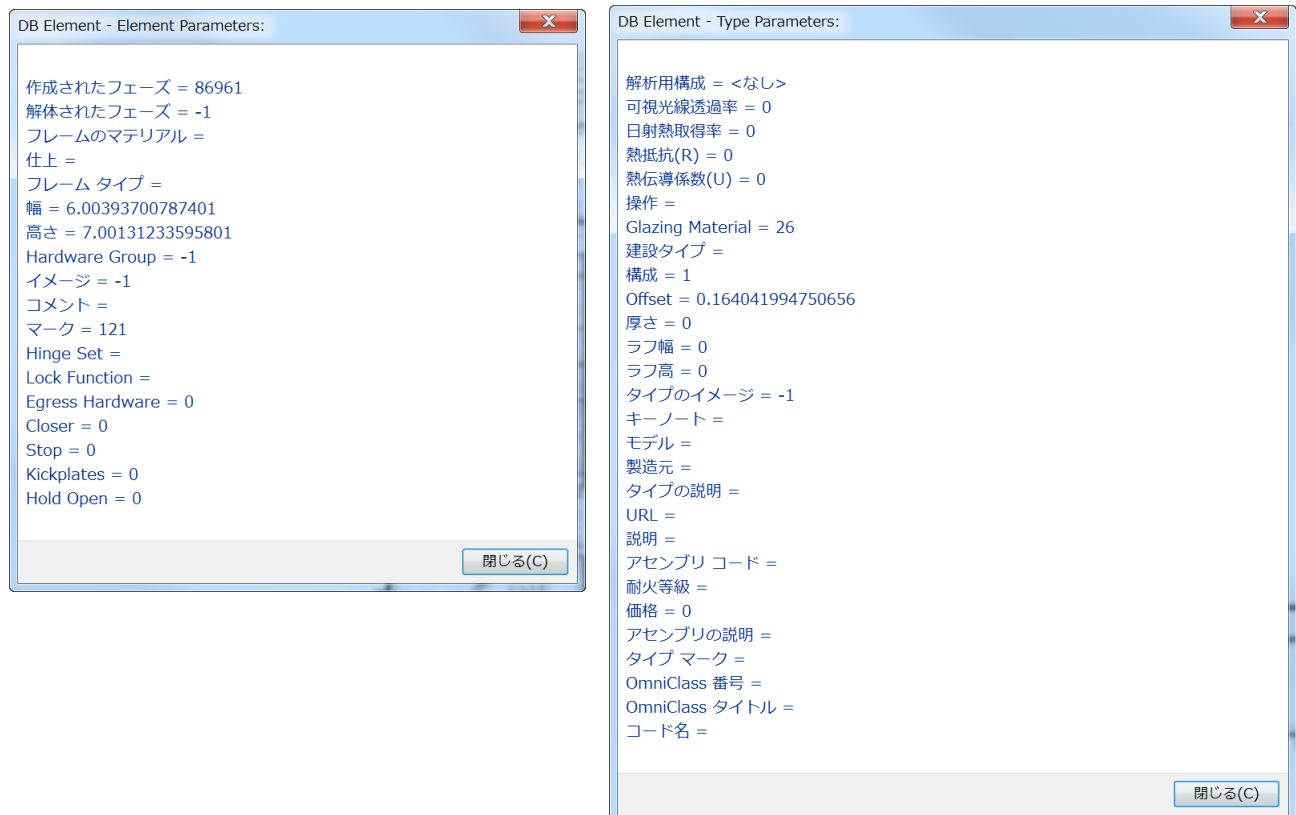 DB Element - Element Parameters:
作成されたフェーズ = 86961
解体されたフェーズ = -1
フレームのマテリアル =
仕上 =
フレーム タイプ =
幅 = 6.00393700787401
高さ = 7.00131233595801
Hardware Group = -1
イメージ = -1
コメント =
マーク = 121
Hinge Set =
Lock Function =
Egress Hardware = 0
Closer = 0
Stop = 0
Kickplates = 0
Hold Open = 0
閉じる(C)
DB Element - Type Parameters:
解析用構成 = <なし>
可視光線透過率 = 0
日射熱取得率 = 0
熱抵抗(R) = 0
熱伝導係数(U) = 0
操作 =
Glazing Material = 26
建設タイプ =
構成 = 1
Offset = 0.164041994750656
厚さ = 0
ラフ幅 = 0
ラフ高 = 0
タイプのイメージ = -1
キーノート =
モデル =
製造元 =
タイプの説明 =
URL =
説明 =
アセンブリ コード =
耐火等級 =
価格 = 0
アセンブリの説明 =
タイプ マーク =
OmniClass 番号 =
OmniClass タイトル =
コード名 =
閉じる(C)